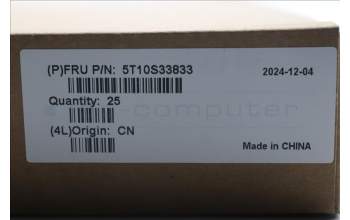 (P)FRU P/N: 5T10S33833
2024-12-04
Quantity: 25
(4L)Origin: CN
Made in CHINA